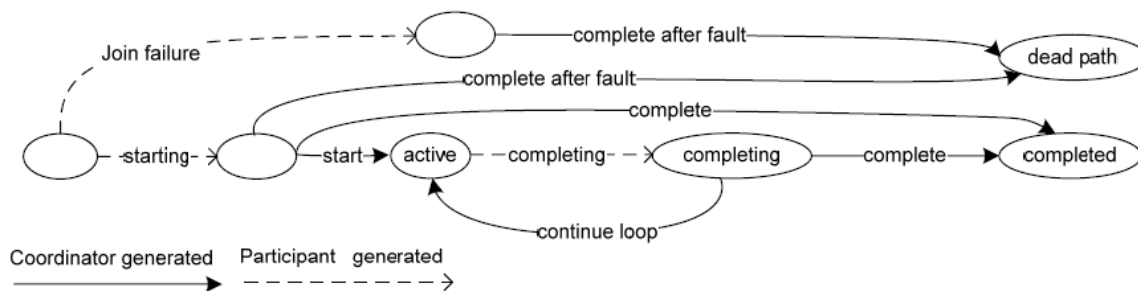 complete after fault
Join failure
dead path
complete after fault
complete
starting
start
active
completing
completing
complete
completed
continue loop
Coordinator generated
Participant generated